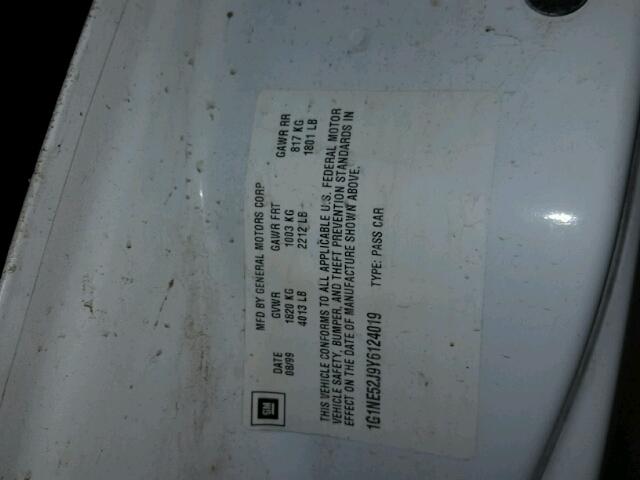 GM
MFD BY GENERAL MOTORS CORP
DATE GVWR GAWR FRT GAWR RR
08/99 1820 KG 1003 KG 817 KG
4013 LB 2212 LB 1801 LB
THIS VEHICLE CONFORMS TO ALL APPLICABLE U.S. FEDERAL MOTOR
VEHICLE SAFETY, BUMPER, AND THEFT PREVENTION STANDARDS IN
EFFECT ON THE DATE OF MANUFACTURE SHOWN ABOVE.
1G1NE52J9Y6124019 TYPE: PASS CAR